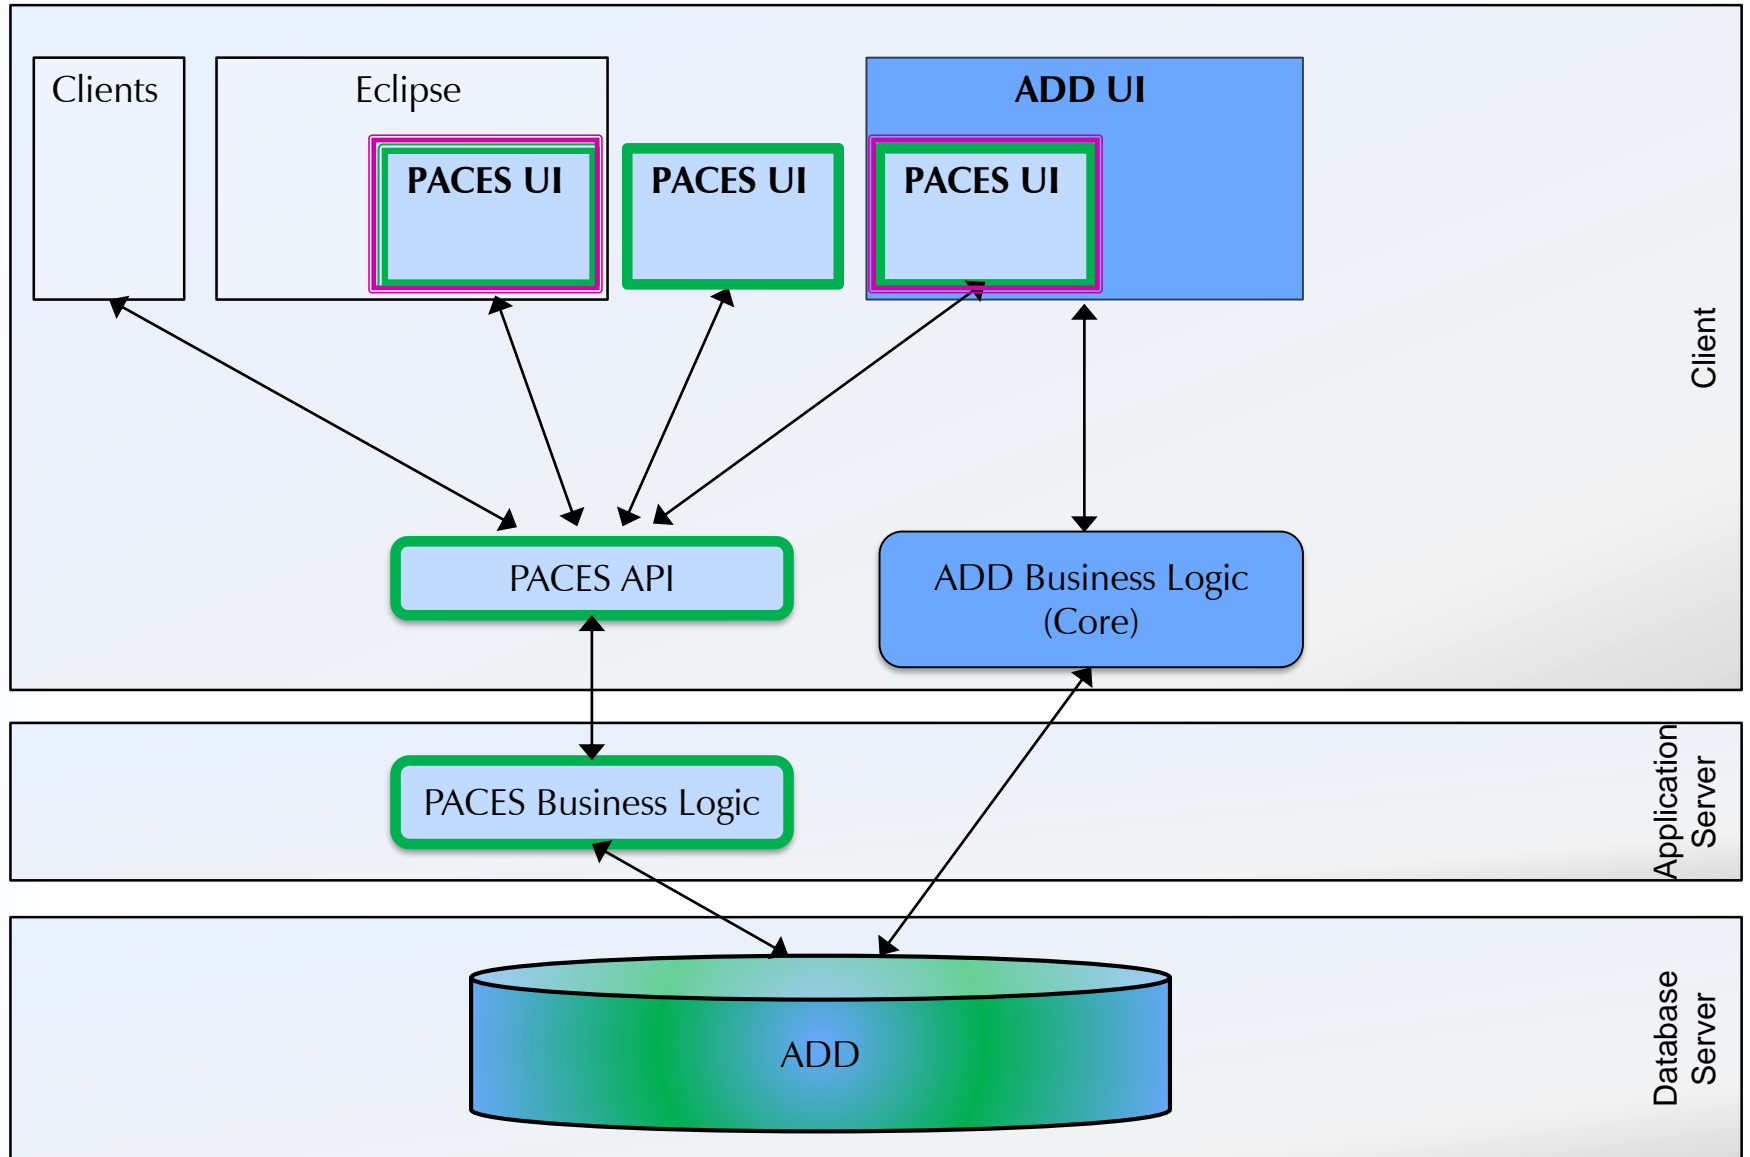 Clients
Eclipse
ADD UI
PACES UI
PACES UI
PACES UI
Client
PACES API
ADD Business Logic
(Core)
Application
Server
PACES Business Logic
Database
Server
ADD